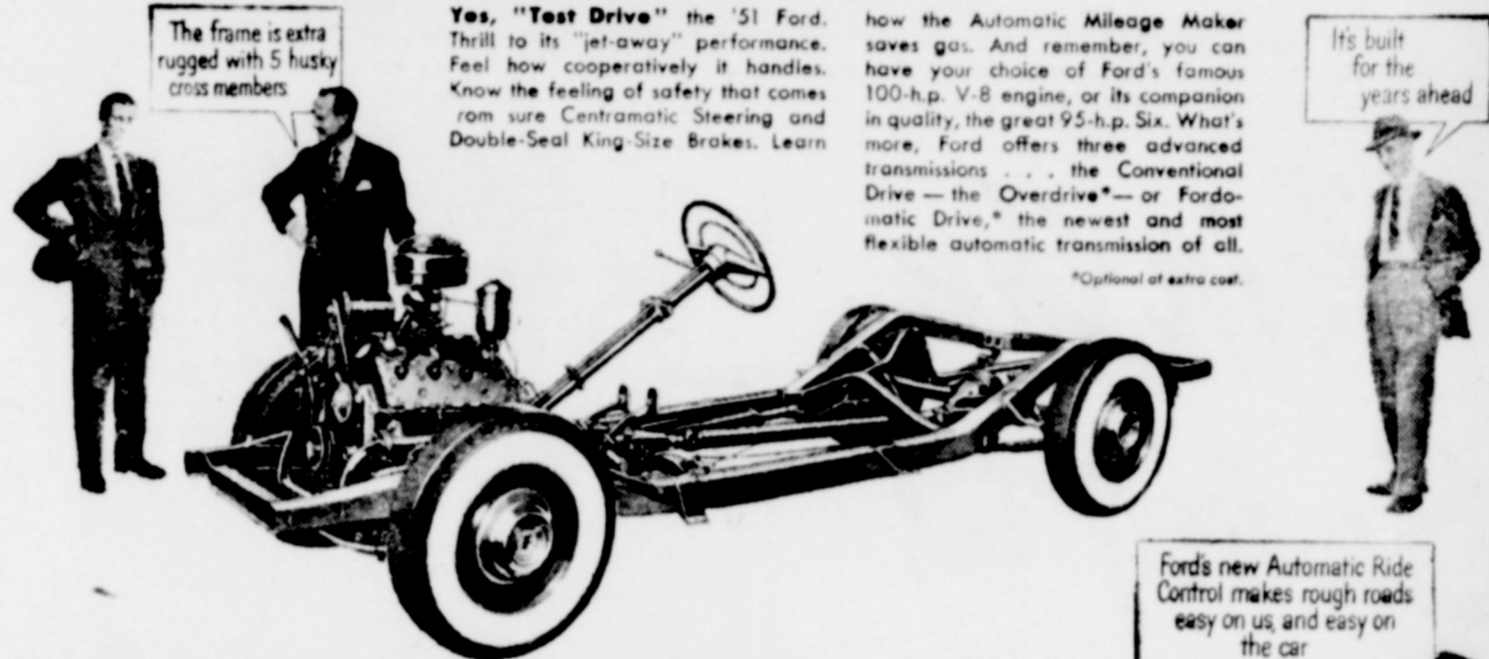 The frame is extra
rugged with 5 husky
cross members
Yes, "Test Drive" the '51 Ford.
Thrill to its "jet-away" performance.
Feel how cooperatively it handles.
Know the feeling of safety that comes
rom sure Centramatic Steering and
Double-Seal King-Size Brakes. Learn
how the Automatic Mileage Maker
saves gas. And remember, you can
have your choice of Ford's famous
100-h.p. V-8 engine, or its companion
in quality, the great 95-h.p. Six. What's
more, Ford offers three advanced
transmissions . . . the Conventional
Drive — the Overdrive* — or Fordo-
matic Drive,* the newest and most
flexible automatic transmission of all.
*Optional at extra cost.
It's built
for the
years ahead
Ford's new Automatic Ride
Control makes rough roads
easy on us, and easy on
the car